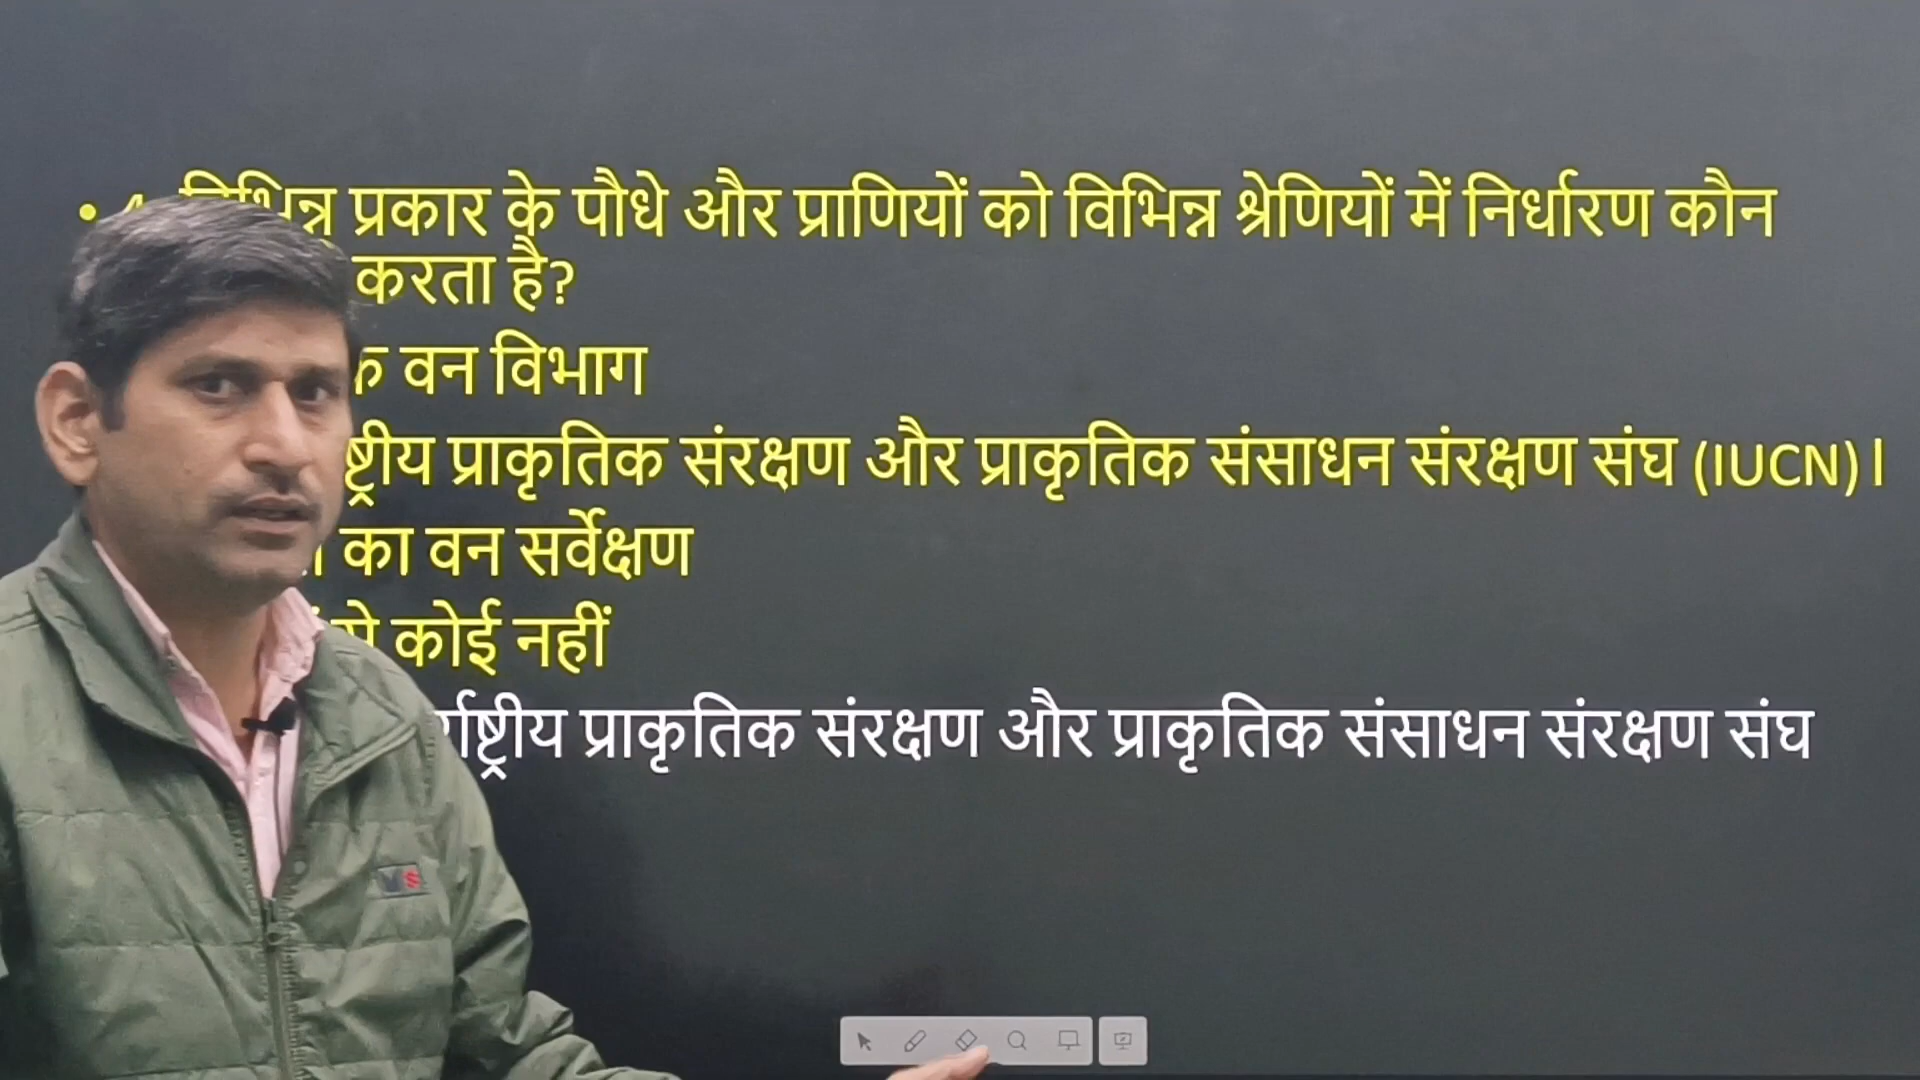 प्रकार के पौधे और प्राणियों को विभिन्न श्रेणियों में निर्धारण कौन
करता है?
वन विभाग
प्राकृतिक संरक्षण और प्राकृतिक संसाधन संरक्षण संघ (IUCN)।
का वन सर्वेक्षण
कोई नहीं
प्राकृतिक संरक्षण और प्राकृतिक संसाधन संरक्षण संघ